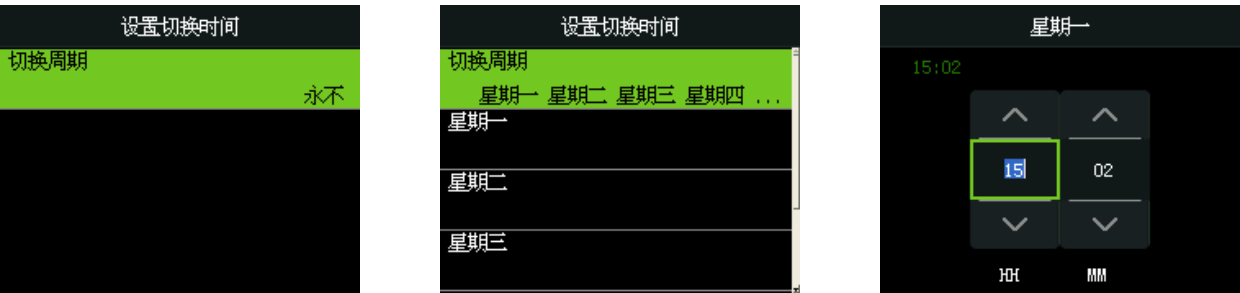 设置切换时间
切换周期
永不
设置切换时间
切换周期
星期一 星期二 星期三 星期四 ...
星期一
星期二
星期三
星期一
15:02
15 02
HH MM